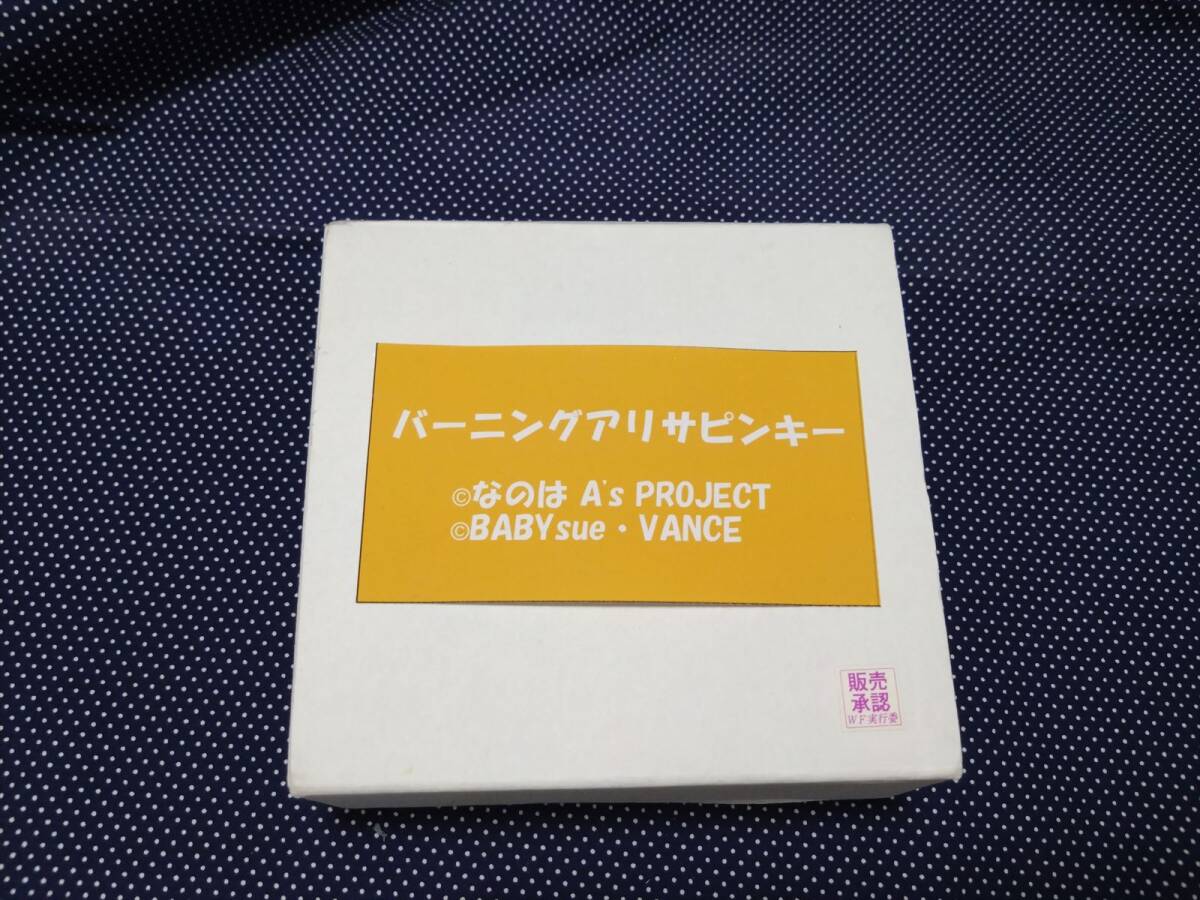 バーニングアリサピンキー
©なのは A's PROJECT
©BABYsue・VANCE
販売
承認
WF実行委